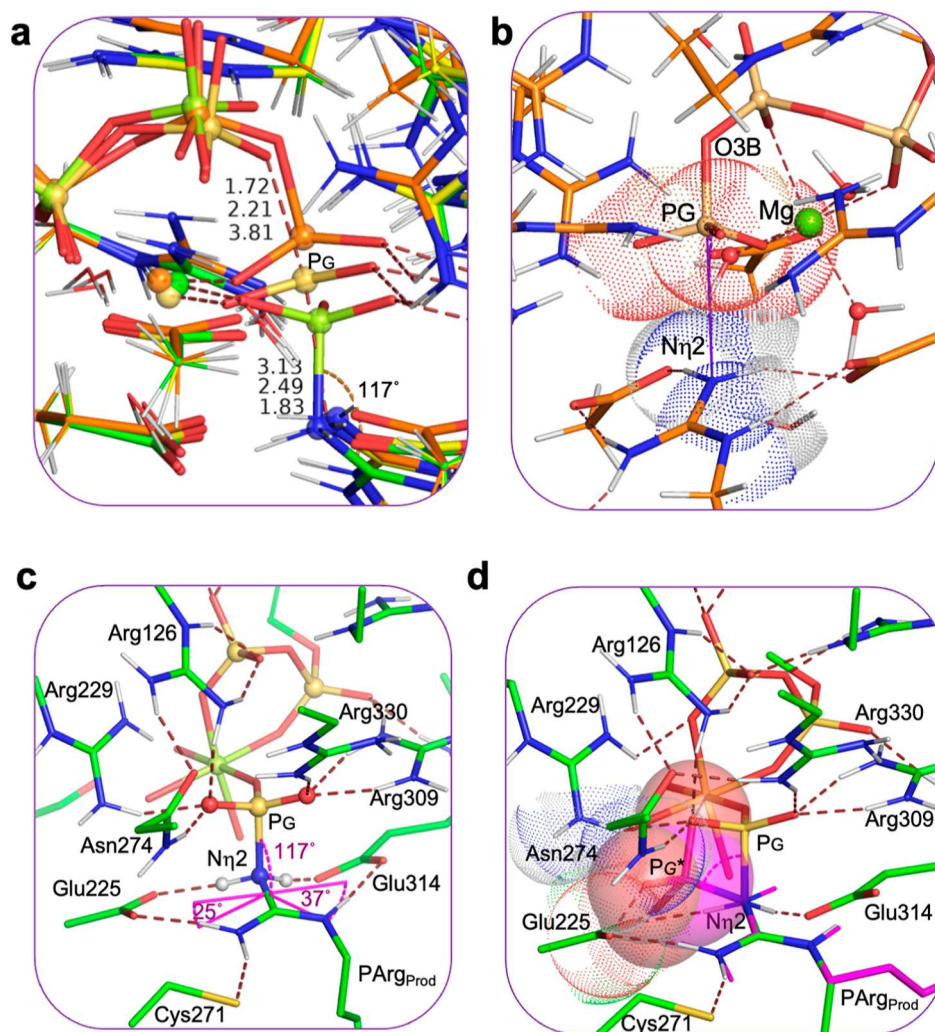 a
1.72
2.21
3.81
PG
3.13
2.49
1.83
117°
b
O3B
PG
Mg
Nη2
c
Arg126
Arg229
Arg330
Arg309
Asn274
PG
Nη2
117°
Glu225
Glu314
25°
37°
PArgProd
Cys271
d
Arg126
Arg229
Arg330
Arg309
Asn274
PG
PG*
Glu225
Nη2
Glu314
PArgProd
Cys271